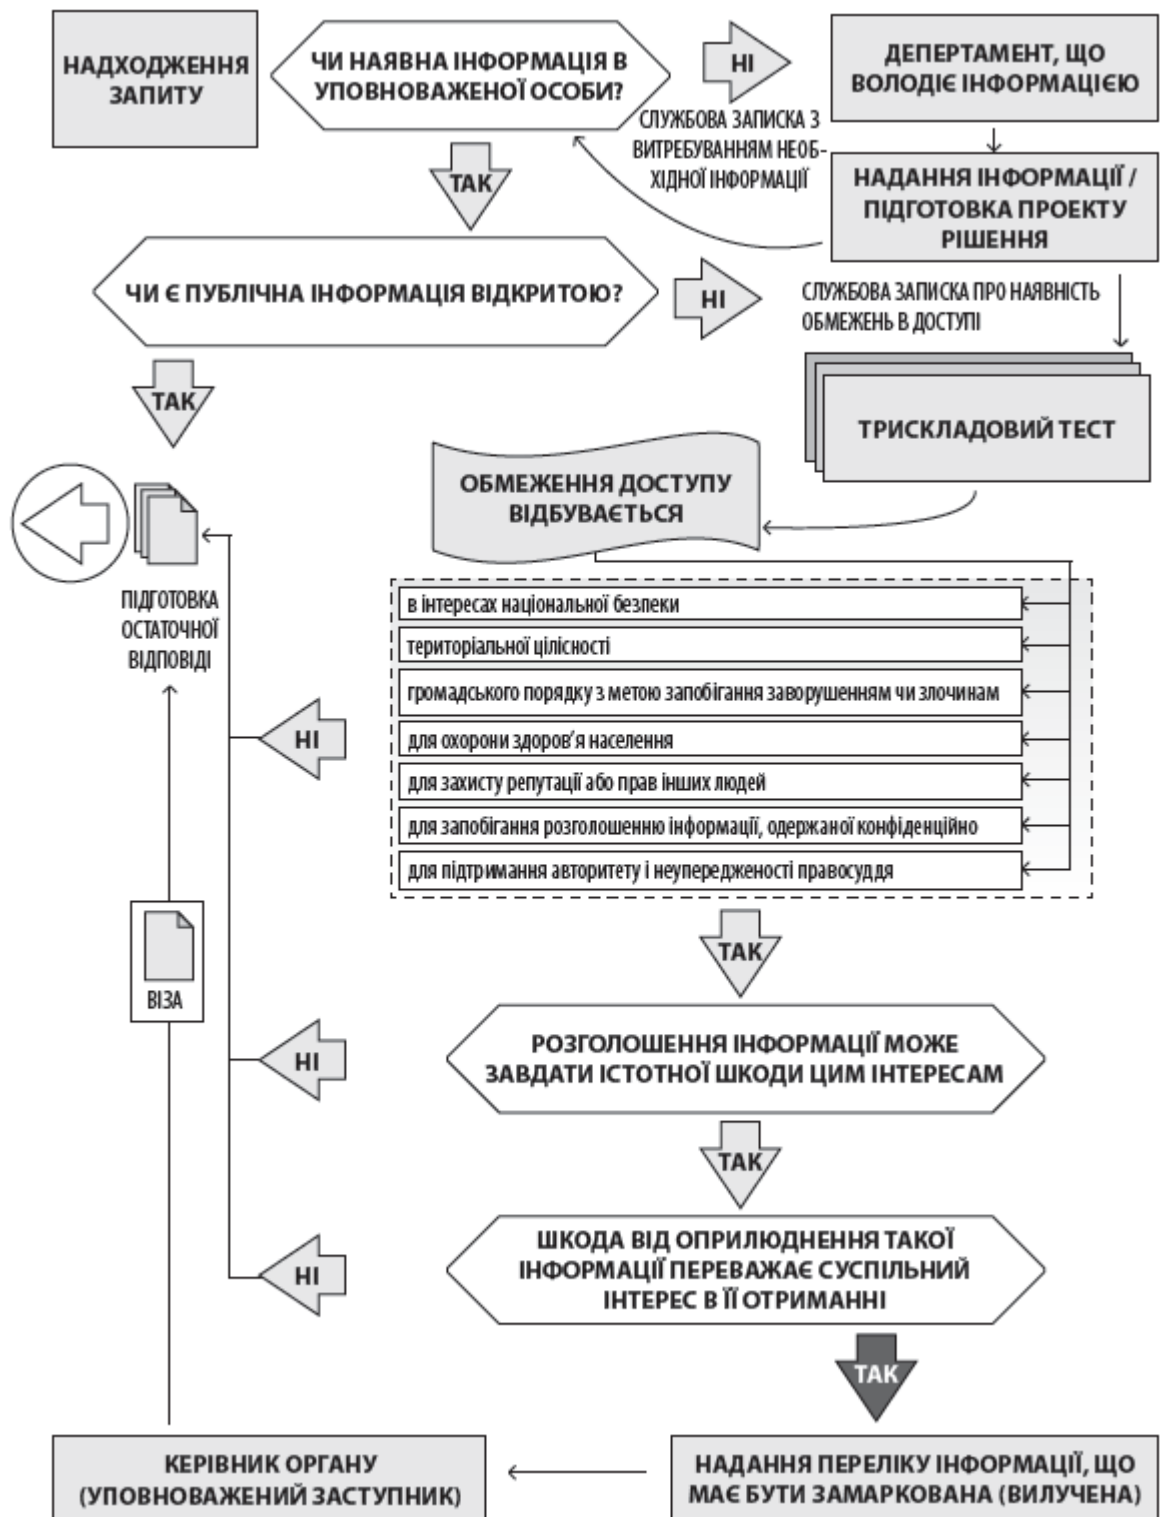 НАДХОДЖЕННЯ
ЗАПИТУ
ЧИ НАЯВНА ІНФОРМАЦІЯ В
УПОВНОВАЖЕНОЇ ОСОБИ?
НІ
ДЕПЕРТАМЕНТ, ЩО
ВОЛОДІЄ ІНФОРМАЦІЄЮ
СЛУЖБОВА ЗАПИСКА З
ВИТРЕБУВАННЯМ НЕОБ-
ХІДНОЇ ІНФОРМАЦІЇ
ТАК
НАДАННЯ ІНФОРМАЦІЇ /
ПІДГОТОВКА ПРОЕКТУ
РІШЕННЯ
ЧИ Є ПУБЛІЧНА ІНФОРМАЦІЯ ВІДКРИТОЮ?
НІ
СЛУЖБОВА ЗАПИСКА ПРО НАЯВНІСТЬ
ОБМЕЖЕНЬ В ДОСТУПІ
ТАК
ТРИСКЛАДОВИЙ ТЕСТ
ОБМЕЖЕННЯ ДОСТУПУ
ВІДБУВАЄТЬСЯ
ПІДГОТОВКА
ОСТАТОЧНОЇ
ВІДПОВІДІ
в інтересах національної безпеки
територіальної цілісності
громадського порядку з метою запобігання заворушенням чи злочинам
НІ
для охорони здоров'я населення
для захисту репутації або прав інших людей
для запобігання розголошенню інформації, одержаної конфіденційно
для підтримання авторитету і неупередженості правосуддя
ТАК
ВІЗА
НІ
РОЗГОЛОШЕННЯ ІНФОРМАЦІЇ МОЖЕ
ЗАВДАТИ ІСТОТНОЇ ШКОДИ ЦИМ ІНТЕРЕСАМ
ТАК
НІ
ШКОДА ВІД ОПРИЛЮДНЕННЯ ТАКОЇ
ІНФОРМАЦІЇ ПЕРЕВАЖАЄ СУСПІЛЬНИЙ
ІНТЕРЕС В ЇЇ ОТРИМАННІ
ТАК
КЕРІВНИК ОРГАНУ
(УПОВНОВАЖЕНИЙ ЗАСТУПНИК)
НАДАННЯ ПЕРЕЛІКУ ІНФОРМАЦІЇ, ЩО
МАЄ БУТИ ЗАМАРКОВАНА (ВИЛУЧЕНА)